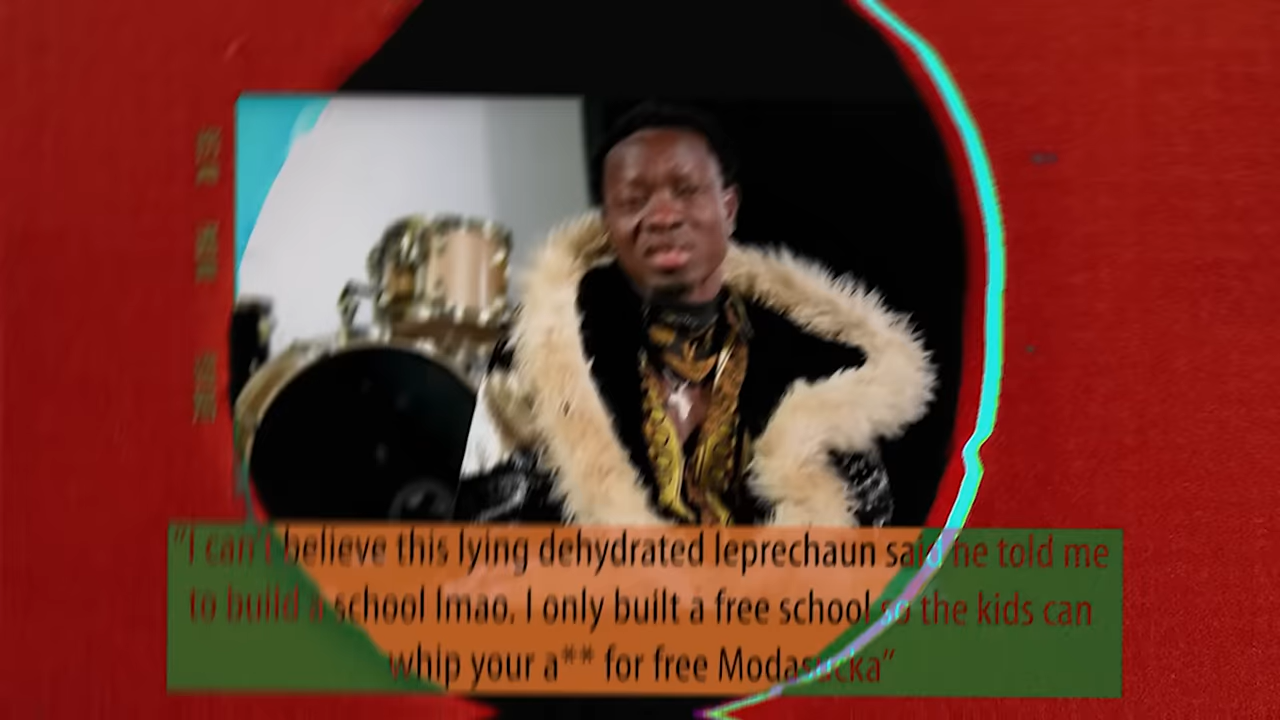 "I can't believe this lying dehydrated leprechaun said he told me
to build a school lmao. I only built a free school so the kids can
whip your a** for free Modasucka"